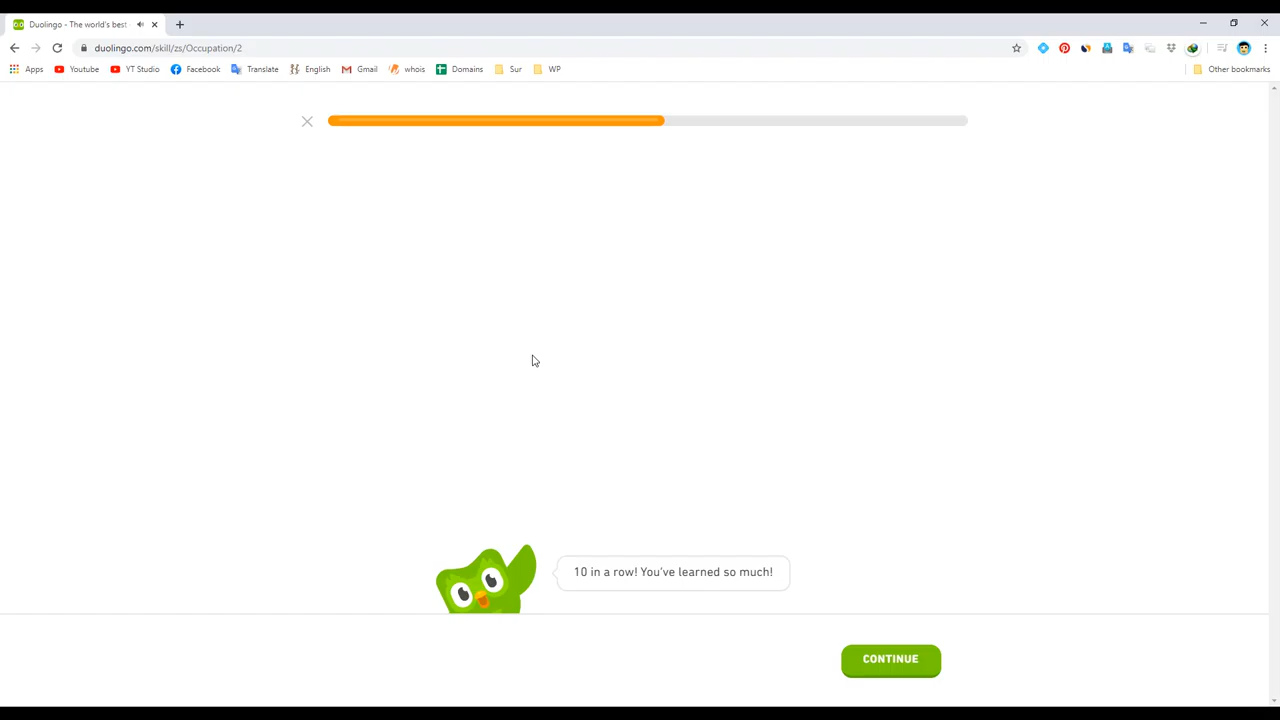 Duolingo - The world's best
duolingo.com/skill/zs/Occupation/2
Apps Youtube YT Studio Facebook Translate English Gmail whois Domains Sur WP Other bookmarks
10 in a row! You've learned so much!
CONTINUE